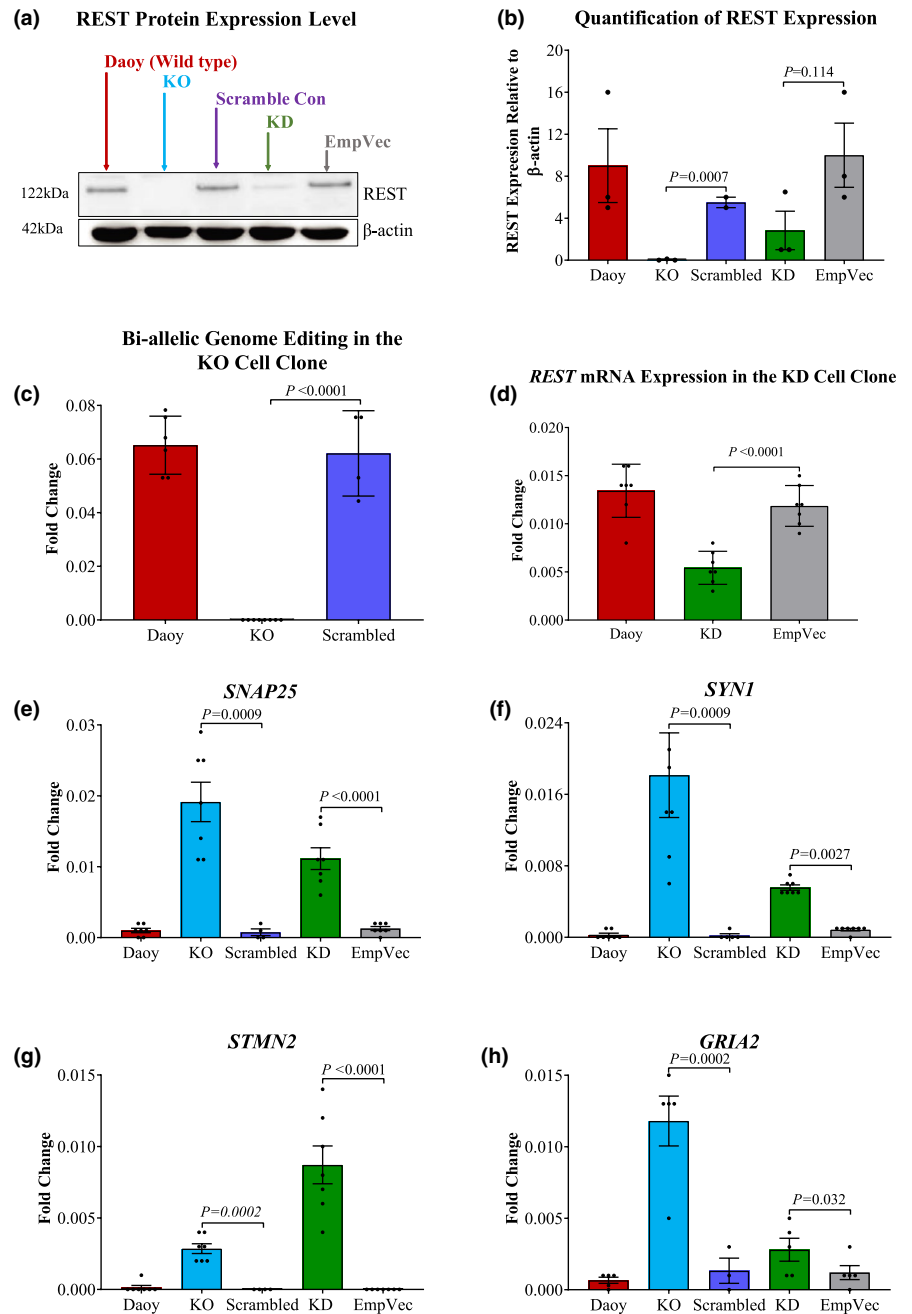 (a)
REST Protein Expression Level
Daoy (Wild type)
KO
Scramble Con
KD
EmpVec
122kDa
REST
42kDa
β-actin
(b)
Quantification of REST Expression
REST Expreesion Relative to
β-actin
20
16
12
8
4
0
P=0.0007
P=0.114
Daoy KO Scrambled KD EmpVec
Bi-allelic Genome Editing in the
KO Cell Clone
(c)
Fold Change
0.08
0.06
0.04
0.02
0.00
P <0.0001
Daoy KO Scrambled
REST mRNA Expression in the KD Cell Clone
(d)
Fold Change
0.020
0.015
0.010
0.005
0.000
P <0.0001
Daoy KD EmpVec
(e)
SNAP25
Fold Change
0.03
0.02
0.01
0.00
P=0.0009
P <0.0001
Daoy KO Scrambled KD EmpVec
(f)
SYN1
Fold Change
0.024
0.016
0.008
0.000
P=0.0009
P=0.0027
Daoy KO Scrambled KD EmpVec
(g)
STMN2
Fold Change
0.015
0.010
0.005
0.000
P=0.0002
P <0.0001
Daoy KO Scrambled KD EmpVec
(h)
GRIA2
Fold Change
0.015
0.010
0.005
0.000
P=0.0002
P=0.032
Daoy KO Scrambled KD EmpVec